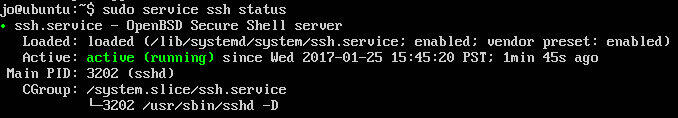 jo@ubuntu:~$ sudo service ssh status
● ssh.service - OpenBSD Secure Shell server
Loaded: loaded (/lib/systemd/system/ssh.service; enabled; vendor preset: enabled)
Active: active (running) since Wed 2017-01-25 15:45:20 PST; 1min 45s ago
Main PID: 3202 (sshd)
CGroup: /system.slice/ssh.service
└─3202 /usr/sbin/sshd -D